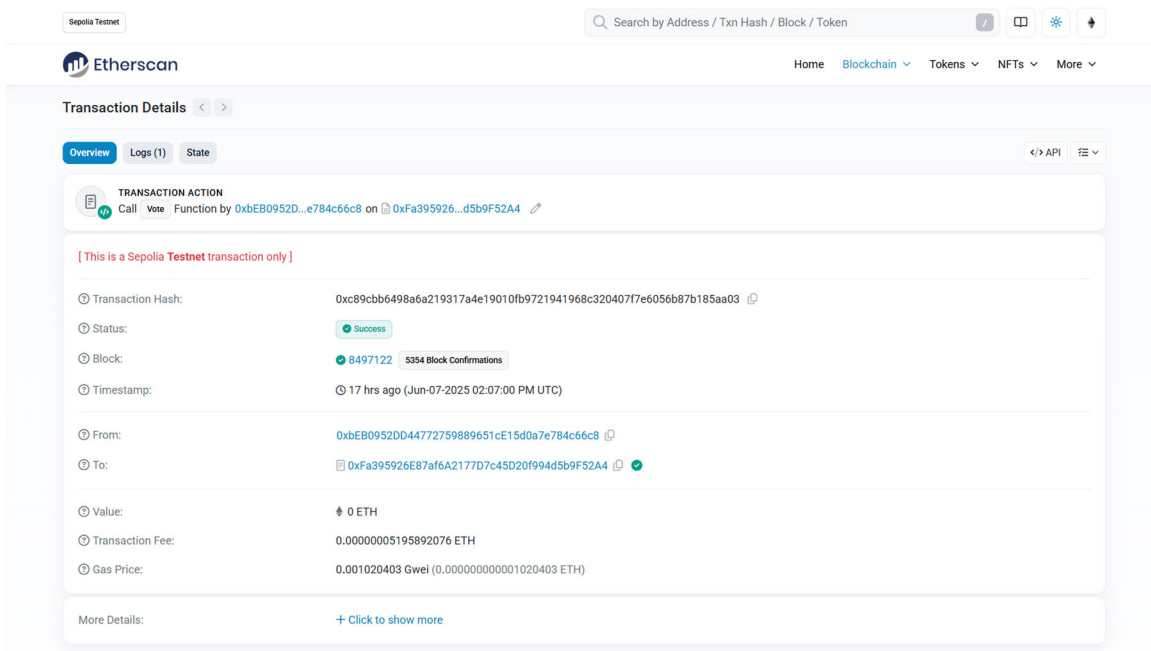 Sepolia Testnet
Search by Address / Txn Hash / Block / Token /
Etherscan
Home Blockchain Tokens NFTs More
Transaction Details
Overview Logs (1) State </> API
TRANSACTION ACTION
Call Vote Function by 0xbEB0952D...e784c66c8 on 0xFa395926...d5b9F52A4
[ This is a Sepolia Testnet transaction only ]
Transaction Hash: 0xc89cbb6498a6a219317a4e19010fb9721941968c320407f7e6056b87b185aa03
Status: Success
Block: 8497122 5354 Block Confirmations
Timestamp: 17 hrs ago (Jun-07-2025 02:07:00 PM UTC)
From: 0xbEB0952DD44772759889651cE15d0a7e784c66c8
To: 0xFa395926E87af6A2177D7c45D20f994d5b9F52A4
Value: 0 ETH
Transaction Fee: 0.00000005195892076 ETH
Gas Price: 0.001020403 Gwei (0.000000000001020403 ETH)
More Details: + Click to show more